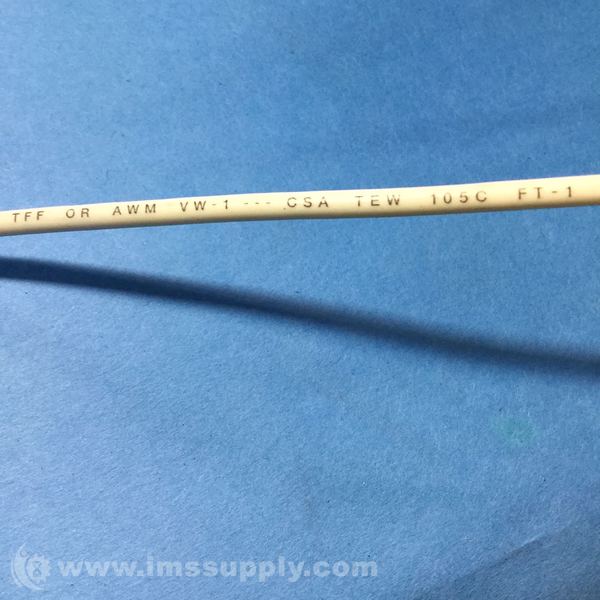 TFF OR AWM VW-1 --- CSA TEW 105C FT-1
www.imssupply.com